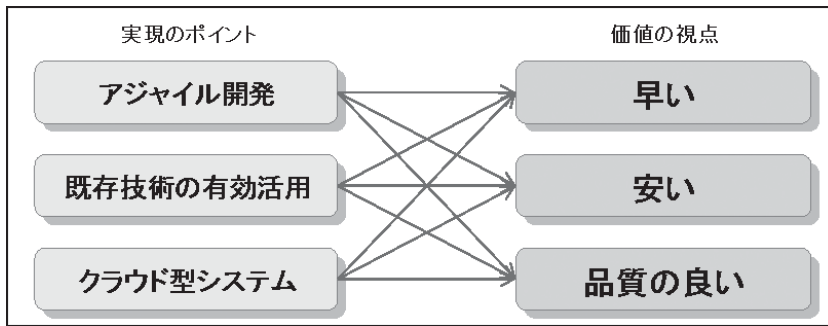 実現のポイント
価値の視点
アジャイル開発
早い
既存技術の有効活用
安い
クラウド型システム
品質の良い